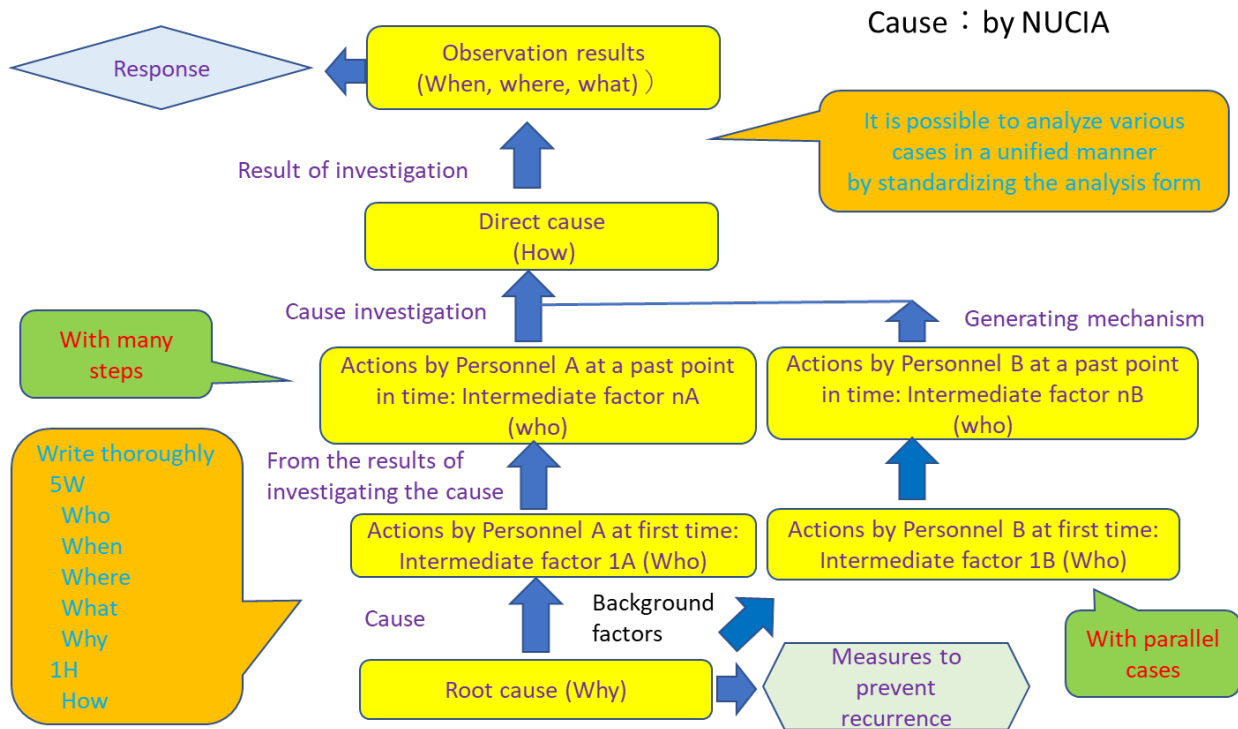 Cause：by NUCIA
Response
Observation results
(When, where, what)）
It is possible to analyze various
cases in a unified manner
by standardizing the analysis form
Result of investigation
Direct cause
(How)
Cause investigation
Generating mechanism
With many
steps
Actions by Personnel A at a past point
in time: Intermediate factor nA
(who)
Actions by Personnel B at a past point
in time: Intermediate factor nB
(who)
Write thoroughly
5W
Who
When
Where
What
Why
1H
How
From the results of
investigating the cause
Actions by Personnel A at first time:
Intermediate factor 1A (Who)
Actions by Personnel B at first time:
Intermediate factor 1B (Who)
Cause
Background
factors
With parallel
cases
Root cause (Why)
Measures to
prevent
recurrence